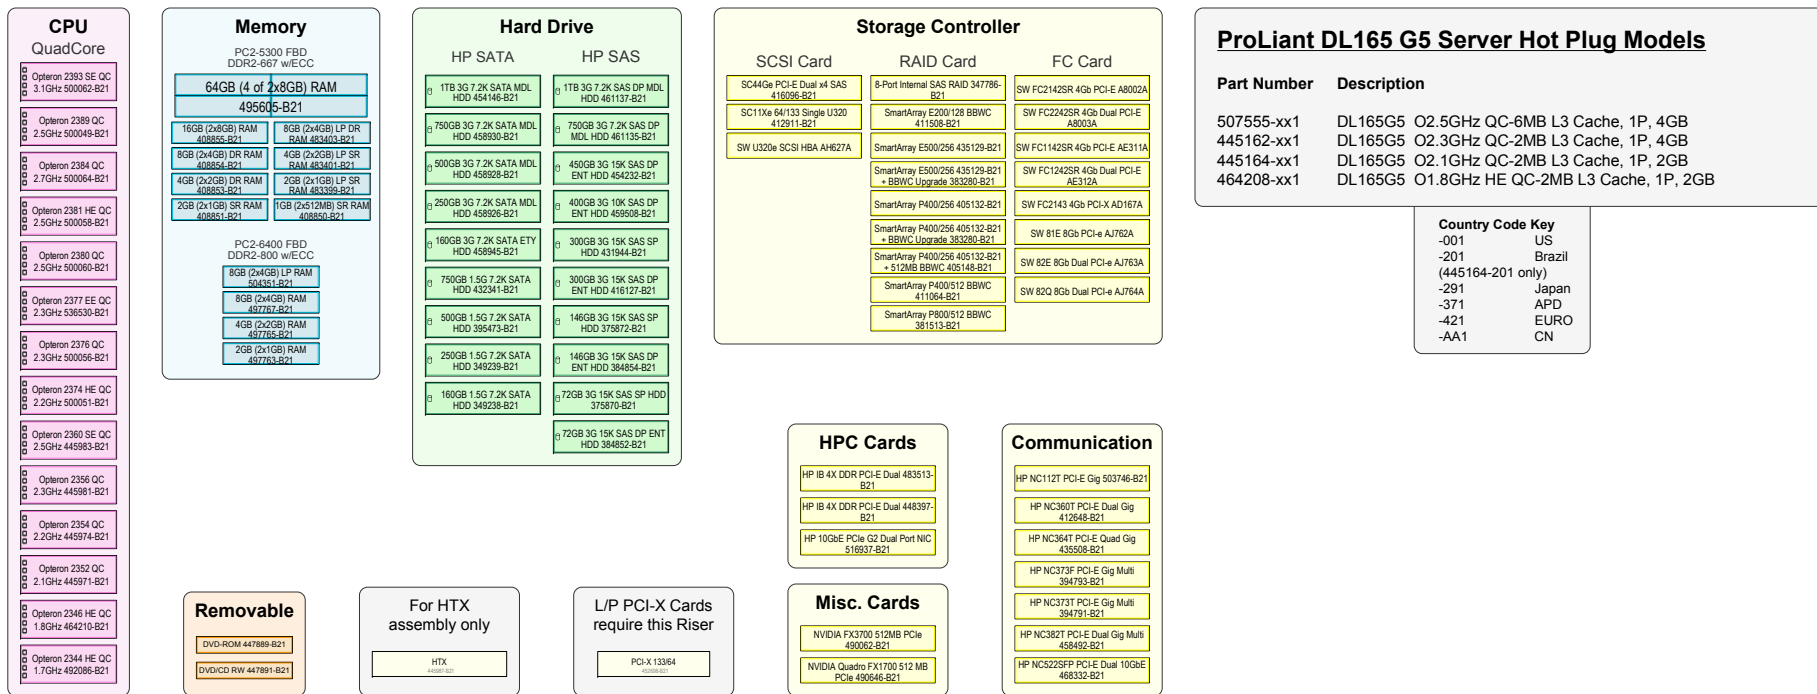 CPU
QuadCore
Opteron 2393 SE QC
3.1GHz 500062-B21
Opteron 2389 QC
2.5GHz 500049-B21
Opteron 2384 QC
2.7GHz 500064-B21
Opteron 2381 HE QC
2.5GHz 500058-B21
Opteron 2380 QC
2.5GHz 500060-B21
Opteron 2377 EE QC
2.3GHz 536530-B21
Opteron 2376 QC
2.3GHz 500056-B21
Opteron 2374 HE QC
2.2GHz 500051-B21
Opteron 2360 SE QC
2.5GHz 445983-B21
Opteron 2356 QC
2.3GHz 445981-B21
Opteron 2354 QC
2.2GHz 445974-B21
Opteron 2352 QC
2.1GHz 445971-B21
Opteron 2346 HE QC
1.8GHz 464210-B21
Opteron 2344 HE QC
1.7GHz 492086-B21
Memory
PC2-5300 FBD
DDR2-667 w/ECC
64GB (4 of 2x8GB) RAM
495605-B21
16GB (2x8GB) RAM
408855-B21
8GB (2x4GB) LP DR
RAM 483403-B21
8GB (2x4GB) DR RAM
408854-B21
4GB (2x2GB) LP SR
RAM 483401-B21
4GB (2x2GB) DR RAM
408853-B21
2GB (2x1GB) LP SR
RAM 483399-B21
2GB (2x1GB) SR RAM
408851-B21
1GB (2x512MB) SR RAM
408850-B21
PC2-6400 FBD
DDR2-800 w/ECC
8GB (2x4GB) LP RAM
504351-B21
8GB (2x4GB) RAM
497767-B21
4GB (2x2GB) RAM
497765-B21
2GB (2x1GB) RAM
497763-B21
Hard Drive
HP SATA
1TB 3G 7.2K SATA MDL
HDD 454146-B21
750GB 3G 7.2K SATA MDL
HDD 458930-B21
500GB 3G 7.2K SATA MDL
HDD 458928-B21
250GB 3G 7.2K SATA MDL
HDD 458926-B21
160GB 3G 7.2K SATA ETY
HDD 458945-B21
750GB 1.5G 7.2K SATA
HDD 432341-B21
500GB 1.5G 7.2K SATA
HDD 395473-B21
250GB 1.5G 7.2K SATA
HDD 349239-B21
160GB 1.5G 7.2K SATA
HDD 349238-B21
HP SAS
1TB 3G 7.2K SAS DP MDL
HDD 461137-B21
750GB 3G 7.2K SAS DP
MDL HDD 461135-B21
450GB 3G 15K SAS DP
ENT HDD 454232-B21
400GB 3G 10K SAS DP
ENT HDD 459508-B21
300GB 3G 15K SAS SP
HDD 431944-B21
300GB 3G 15K SAS DP
ENT HDD 416127-B21
146GB 3G 15K SAS SP
HDD 375872-B21
146GB 3G 15K SAS DP
ENT HDD 384854-B21
72GB 3G 15K SAS SP HDD
375870-B21
72GB 3G 15K SAS DP ENT
HDD 384852-B21
Storage Controller
SCSI Card
SC44Ge PCI-E Dual x4 SAS
416096-B21
SC11Xe 64/133 Single U320
412911-B21
SW U320e SCSI HBA AH627A
RAID Card
8-Port Internal SAS RAID 347786-
B21
SmartArray E200/128 BBWC
411508-B21
SmartArray E500/256 435129-B21
SmartArray E500/256 435129-B21
+ BBWC Upgrade 383280-B21
SmartArray P400/256 405132-B21
SmartArray P400/256 405132-B21
+ BBWC Upgrade 383280-B21
SmartArray P400/256 405132-B21
+ 512MB BBWC 405148-B21
SmartArray P400/512 BBWC
411064-B21
SmartArray P800/512 BBWC
381513-B21
FC Card
SW FC2142SR 4Gb PCI-E A8002A
SW FC2242SR 4Gb Dual PCI-E
A8003A
SW FC1142SR 4Gb PCI-E AE311A
SW FC1242SR 4Gb Dual PCI-E
AE312A
SW FC2143 4Gb PCI-X AD167A
SW 81E 8Gb PCI-e AJ762A
SW 82E 8Gb Dual PCI-e AJ763A
SW 82Q 8Gb Dual PCI-e AJ764A
ProLiant DL165 G5 Server Hot Plug Models
Part Number Description
507555-xx1 DL165G5 O2.5GHz QC-6MB L3 Cache, 1P, 4GB
445162-xx1 DL165G5 O2.3GHz QC-2MB L3 Cache, 1P, 4GB
445164-xx1 DL165G5 O2.1GHz QC-2MB L3 Cache, 1P, 2GB
464208-xx1 DL165G5 O1.8GHz HE QC-2MB L3 Cache, 1P, 2GB
Country Code Key
-001 US
-201 Brazil
(445164-201 only)
-291 Japan
-371 APD
-421 EURO
-AA1 CN
HPC Cards
HP IB 4X DDR PCI-E Dual 483513-
B21
HP IB 4X DDR PCI-E Dual 448397-
B21
HP 10GbE PCIe G2 Dual Port NIC
516937-B21
Communication
HP NC112T PCI-E Gig 503746-B21
HP NC360T PCI-E Dual Gig
412648-B21
HP NC364T PCI-E Quad Gig
435508-B21
HP NC373F PCI-E Gig Multi
394793-B21
HP NC373T PCI-E Gig Multi
394791-B21
HP NC382T PCI-E Dual Gig Multi
458492-B21
HP NC522SFP PCI-E Dual 10GbE
468332-B21
Removable
DVD-ROM 447889-B21
DVD/CD RW 447891-B21
For HTX
assembly only
HTX
445987-B21
L/P PCI-X Cards
require this Riser
PCI-X 133/64
Misc. Cards
NVIDIA FX3700 512MB PCIe
490062-B21
NVIDIA Quadro FX1700 512 MB
PCIe 490646-B21